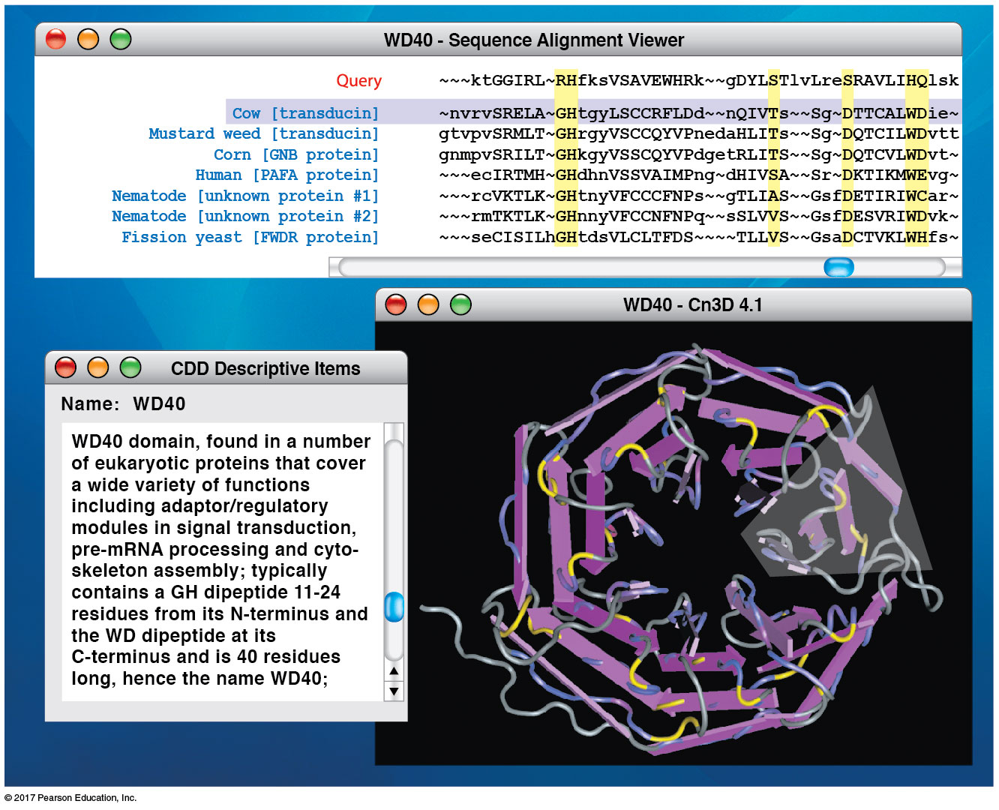 WD40 - Sequence Alignment Viewer
Query ~~~ktGGIRL~RHfksVSAVEWHRk~~gDYLSTlvLreSRAVLIHQlsk
Cow [transducin] ~nvrvSRELA~GHtgyLSCCRFLDd~~nQIVTs~~Sg~DTTCALWDie~
Mustard weed [transducin] gtvpvSRMLT~GHrgyVSCCQYVPnedaHLITs~~Sg~DQTCILWDvtt
Corn [GNB protein] gnmpvSRILT~GHkgyVSSCQYVPdgetRLITS~~Sg~DQTCVLWDvt~
Human [PAFA protein] ~~~ecIRTMH~GHdhnVSSVAIMPng~dHIVSA~~Sr~DKTIKMWEvg~
Nematode [unknown protein #1] ~~~rcVKTLK~GHtnyVFCCCFNPs~~gTLIAS~~GsfDETIRIWCar~
Nematode [unknown protein #2] ~~~rmTKTLK~GHnnyVFCCNFNPq~~sSLVVS~~GsfDESVRIWDvk~
Fission yeast [FWDR protein] ~~~seCISILhGHtdsVLCLTFDS~~~~TLLVS~~GsaDCTVKLWHfs~
WD40 - Cn3D 4.1
CDD Descriptive Items
Name: WD40
WD40 domain, found in a number
of eukaryotic proteins that cover
a wide variety of functions
including adaptor/regulatory
modules in signal transduction,
pre-mRNA processing and cyto-
skeleton assembly; typically
contains a GH dipeptide 11-24
residues from its N-terminus and
the WD dipeptide at its
C-terminus and is 40 residues
long, hence the name WD40;
© 2017 Pearson Education, Inc.